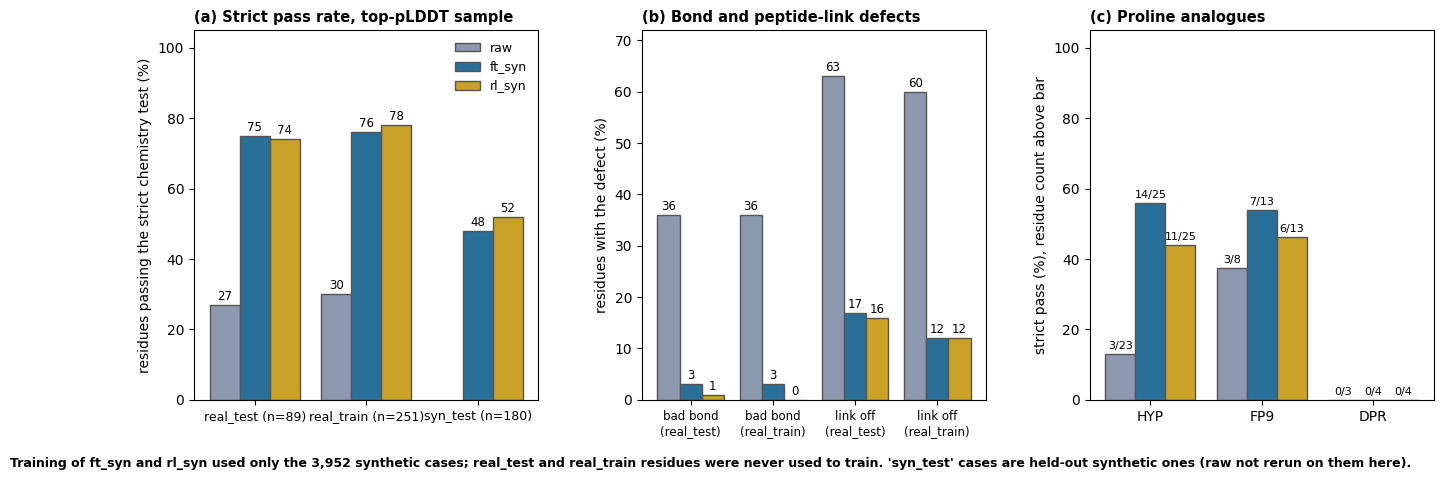 (a) Strict pass rate, top-pLDDT sample
residues passing the strict chemistry test (%)
100
80
60
40
20
0
raw
ft_syn
rl_syn
27
75
74
30
76
78
48
52
real_test (n=89)
real_train (n=251)
syn_test (n=180)
(b) Bond and peptide-link defects
residues with the defect (%)
70
60
50
40
30
20
10
0
36
3
1
36
3
0
63
17
16
60
12
12
bad bond
(real_test)
bad bond
(real_train)
link off
(real_test)
link off
(real_train)
(c) Proline analogues
strict pass (%), residue count above bar
100
80
60
40
20
0
3/23
14/25
11/25
3/8
7/13
6/13
0/3
0/4
0/4
HYP
FP9
DPR
Training of ft_syn and rl_syn used only the 3,952 synthetic cases; real_test and real_train residues were never used to train. 'syn_test' cases are held-out synthetic ones (raw not rerun on them here).